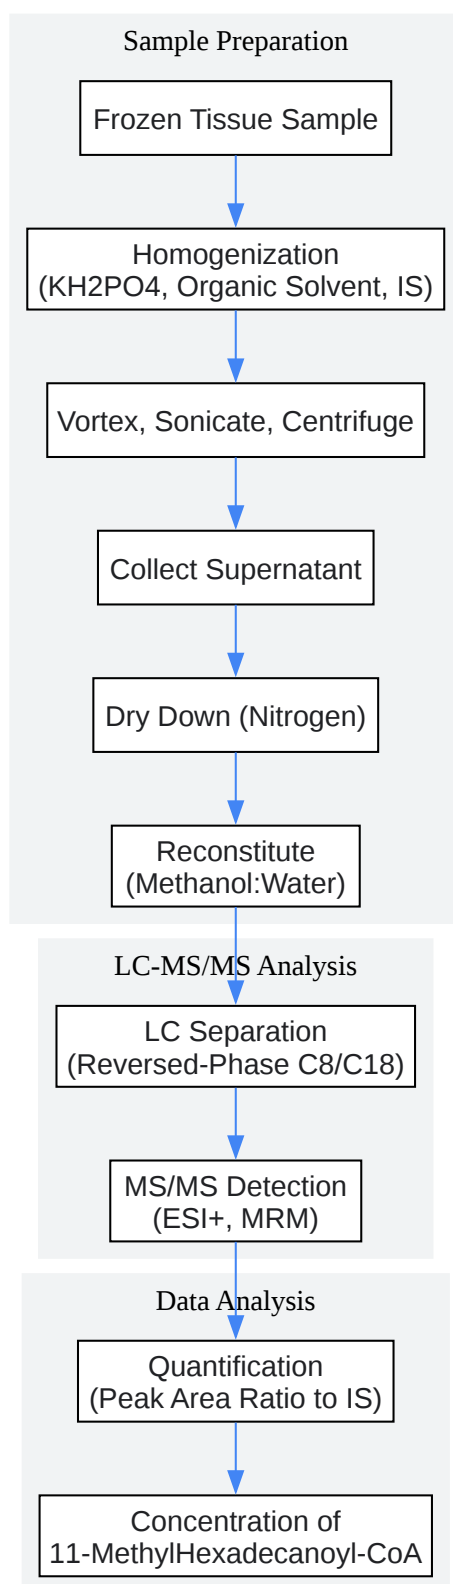 Sample Preparation
Frozen Tissue Sample
Homogenization
(KH2PO4, Organic Solvent, IS)
Vortex, Sonicate, Centrifuge
Collect Supernatant
Dry Down (Nitrogen)
Reconstitute
(Methanol:Water)
LC-MS/MS Analysis
LC Separation
(Reversed-Phase C8/C18)
MS/MS Detection
(ESI+, MRM)
Data Analysis
Quantification
(Peak Area Ratio to IS)
Concentration of
11-MethylHexadecanoyl-CoA